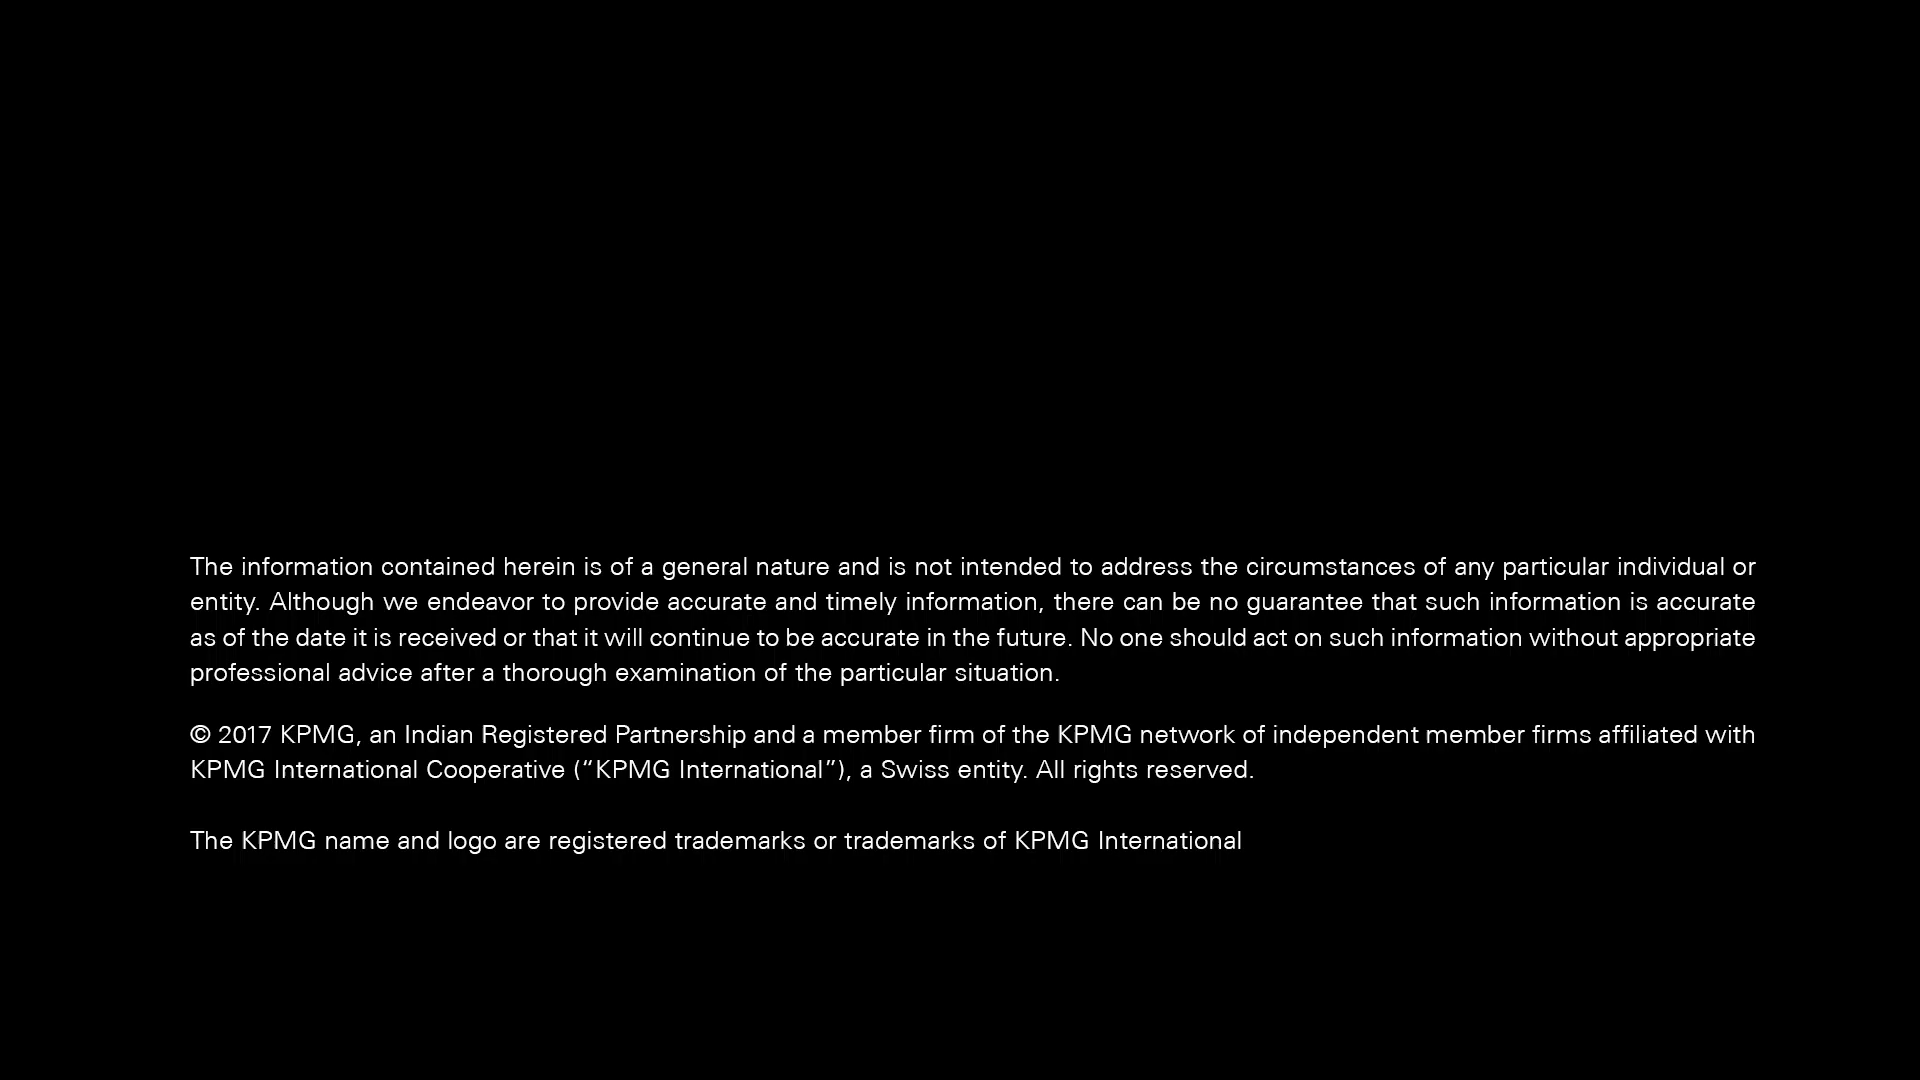 The information contained herein is of a general nature and is not intended to address the circumstances of any particular individual or
entity. Although we endeavor to provide accurate and timely information, there can be no guarantee that such information is accurate
as of the date it is received or that it will continue to be accurate in the future. No one should act on such information without appropriate
professional advice after a thorough examination of the particular situation.
© 2017 KPMG, an Indian Registered Partnership and a member firm of the KPMG network of independent member firms affiliated with
KPMG International Cooperative (“KPMG International”), a Swiss entity. All rights reserved.
The KPMG name and logo are registered trademarks or trademarks of KPMG International